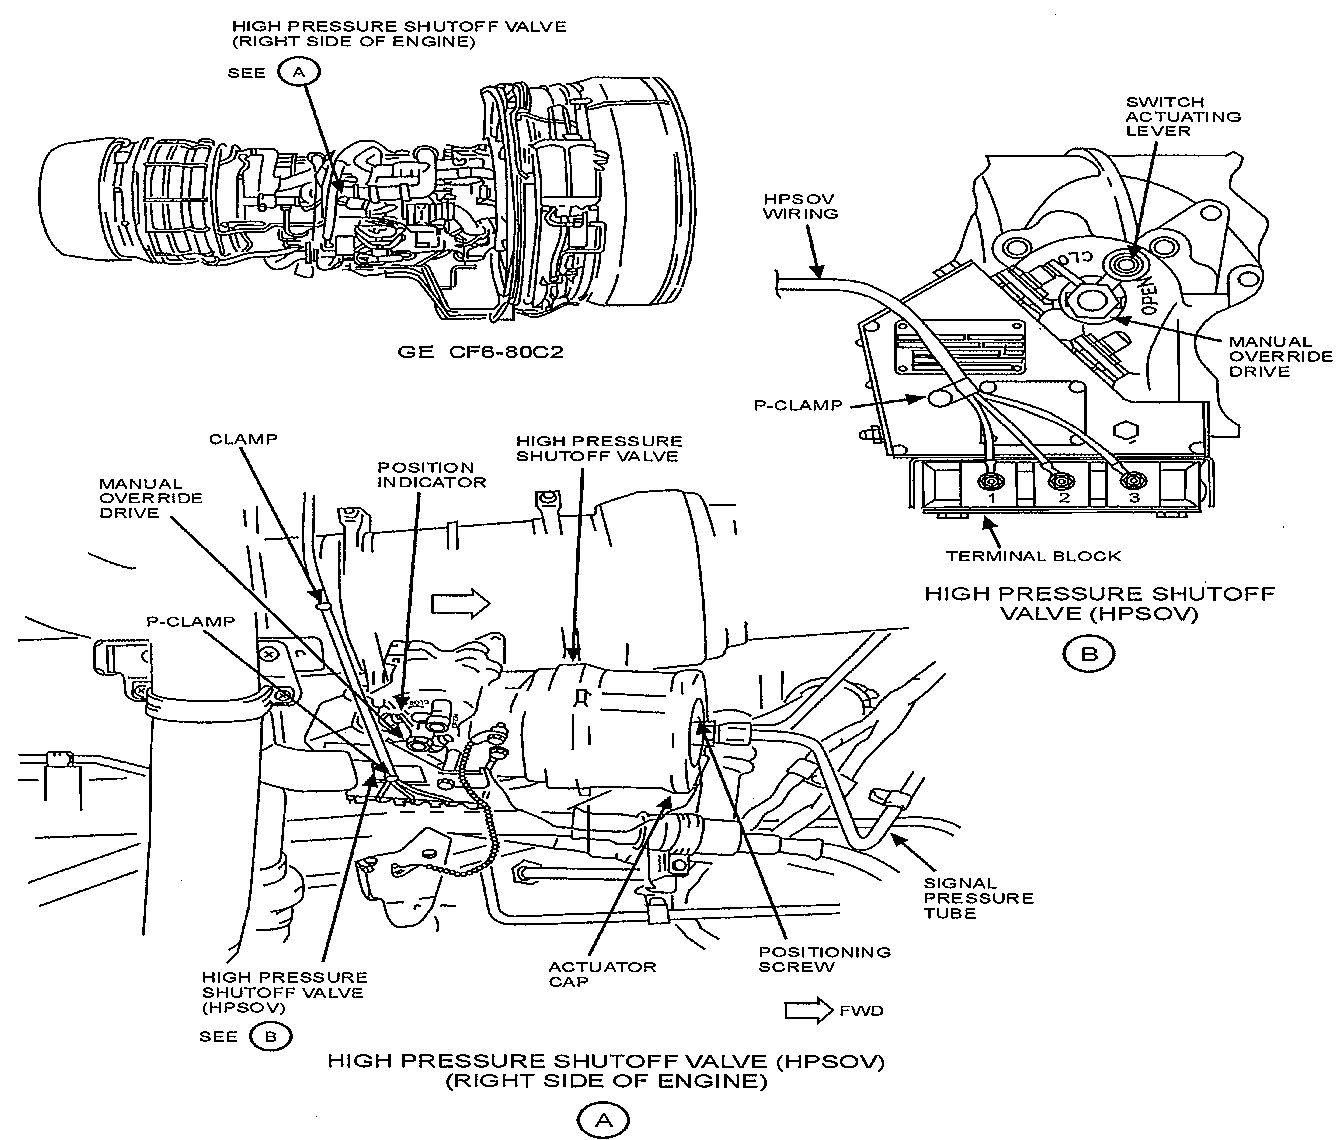 HIGH PRESSURE SHUTOFF VALVE
(RIGHT SIDE OF ENGINE)
SEE A
GE CF6-80C2
SWITCH
ACTUATING
LEVER
HPSOV
WIRING
CLO
OPEN
MANUAL
OVERRIDE
DRIVE
P-CLAMP
1 2 3
TERMINAL BLOCK
HIGH PRESSURE SHUTOFF
VALVE (HPSOV)
B
CLAMP
POSITION
INDICATOR
HIGH PRESSURE
SHUTOFF VALVE
MANUAL
OVERRIDE
DRIVE
P-CLAMP
SIGNAL
PRESSURE
TUBE
POSITIONING
SCREW
ACTUATOR
CAP
HIGH PRESSURE
SHUTOFF VALVE
(HPSOV)
SEE B
FWD
HIGH PRESSURE SHUTOFF VALVE (HPSOV)
(RIGHT SIDE OF ENGINE)
A